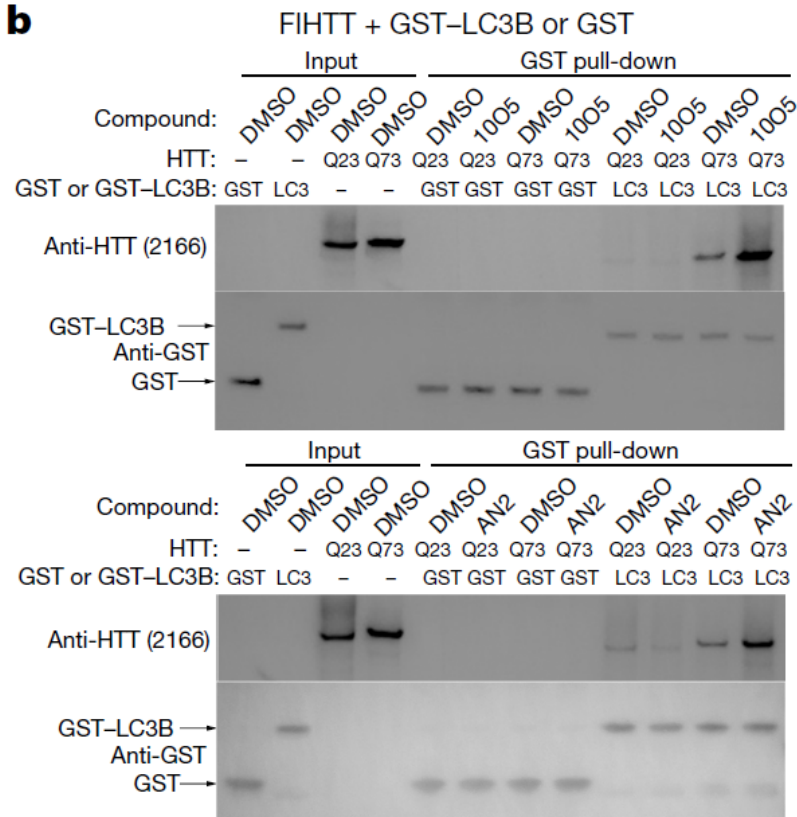 b
FlHTT + GST–LC3B or GST
Input GST pull-down
Compound: DMSO DMSO DMSO DMSO DMSO 10O5 DMSO 10O5 DMSO 10O5 DMSO 10O5
HTT: – – Q23 Q73 Q23 Q23 Q73 Q73 Q23 Q23 Q73 Q73
GST or GST–LC3B: GST LC3 – – GST GST GST GST LC3 LC3 LC3 LC3
Anti-HTT (2166)
GST–LC3B
Anti-GST
GST
Input GST pull-down
Compound: DMSO DMSO DMSO DMSO DMSO AN2 DMSO AN2 DMSO AN2 DMSO AN2
HTT: – – Q23 Q73 Q23 Q23 Q73 Q73 Q23 Q23 Q73 Q73
GST or GST–LC3B: GST LC3 – – GST GST GST GST LC3 LC3 LC3 LC3
Anti-HTT (2166)
GST–LC3B
Anti-GST
GST